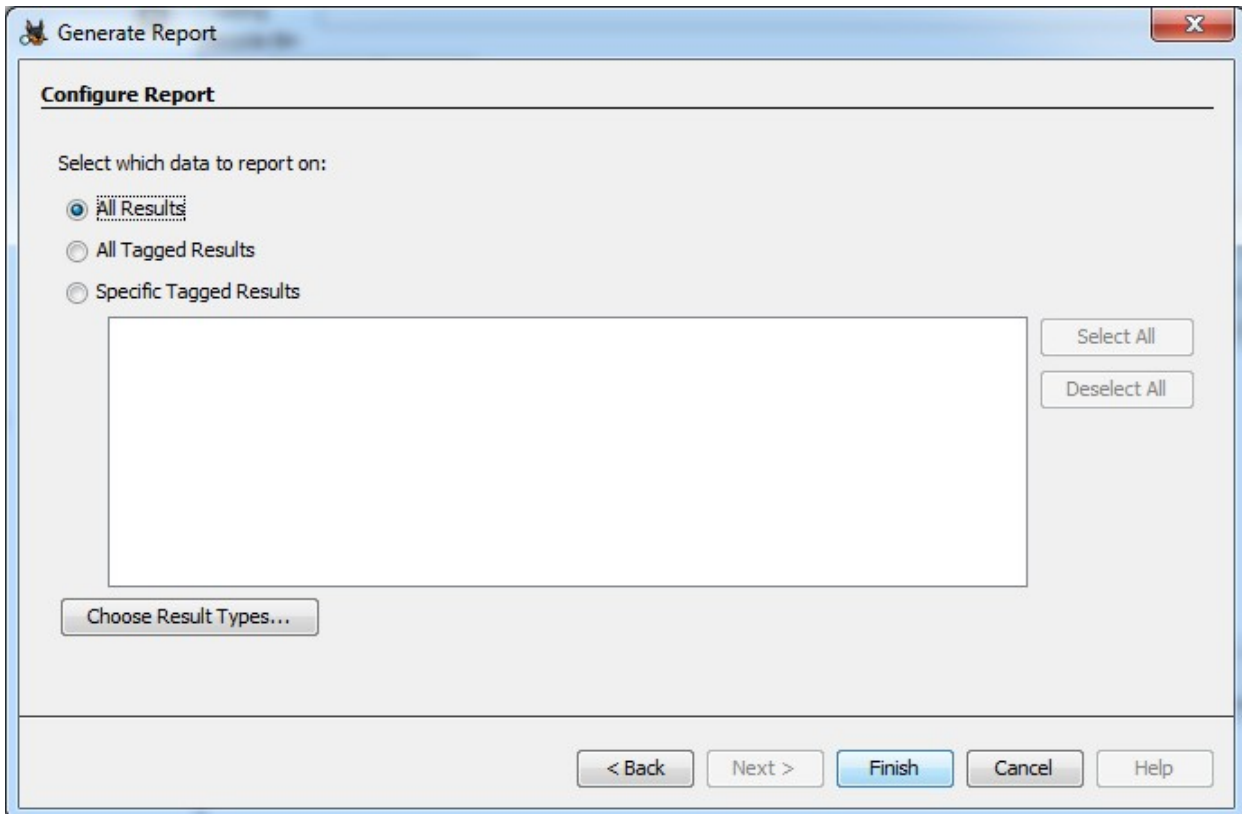 Generate Report
Configure Report
Select which data to report on:
All Results
All Tagged Results
Specific Tagged Results
Select All
Deselect All
Choose Result Types...
< Back Next > Finish Cancel Help